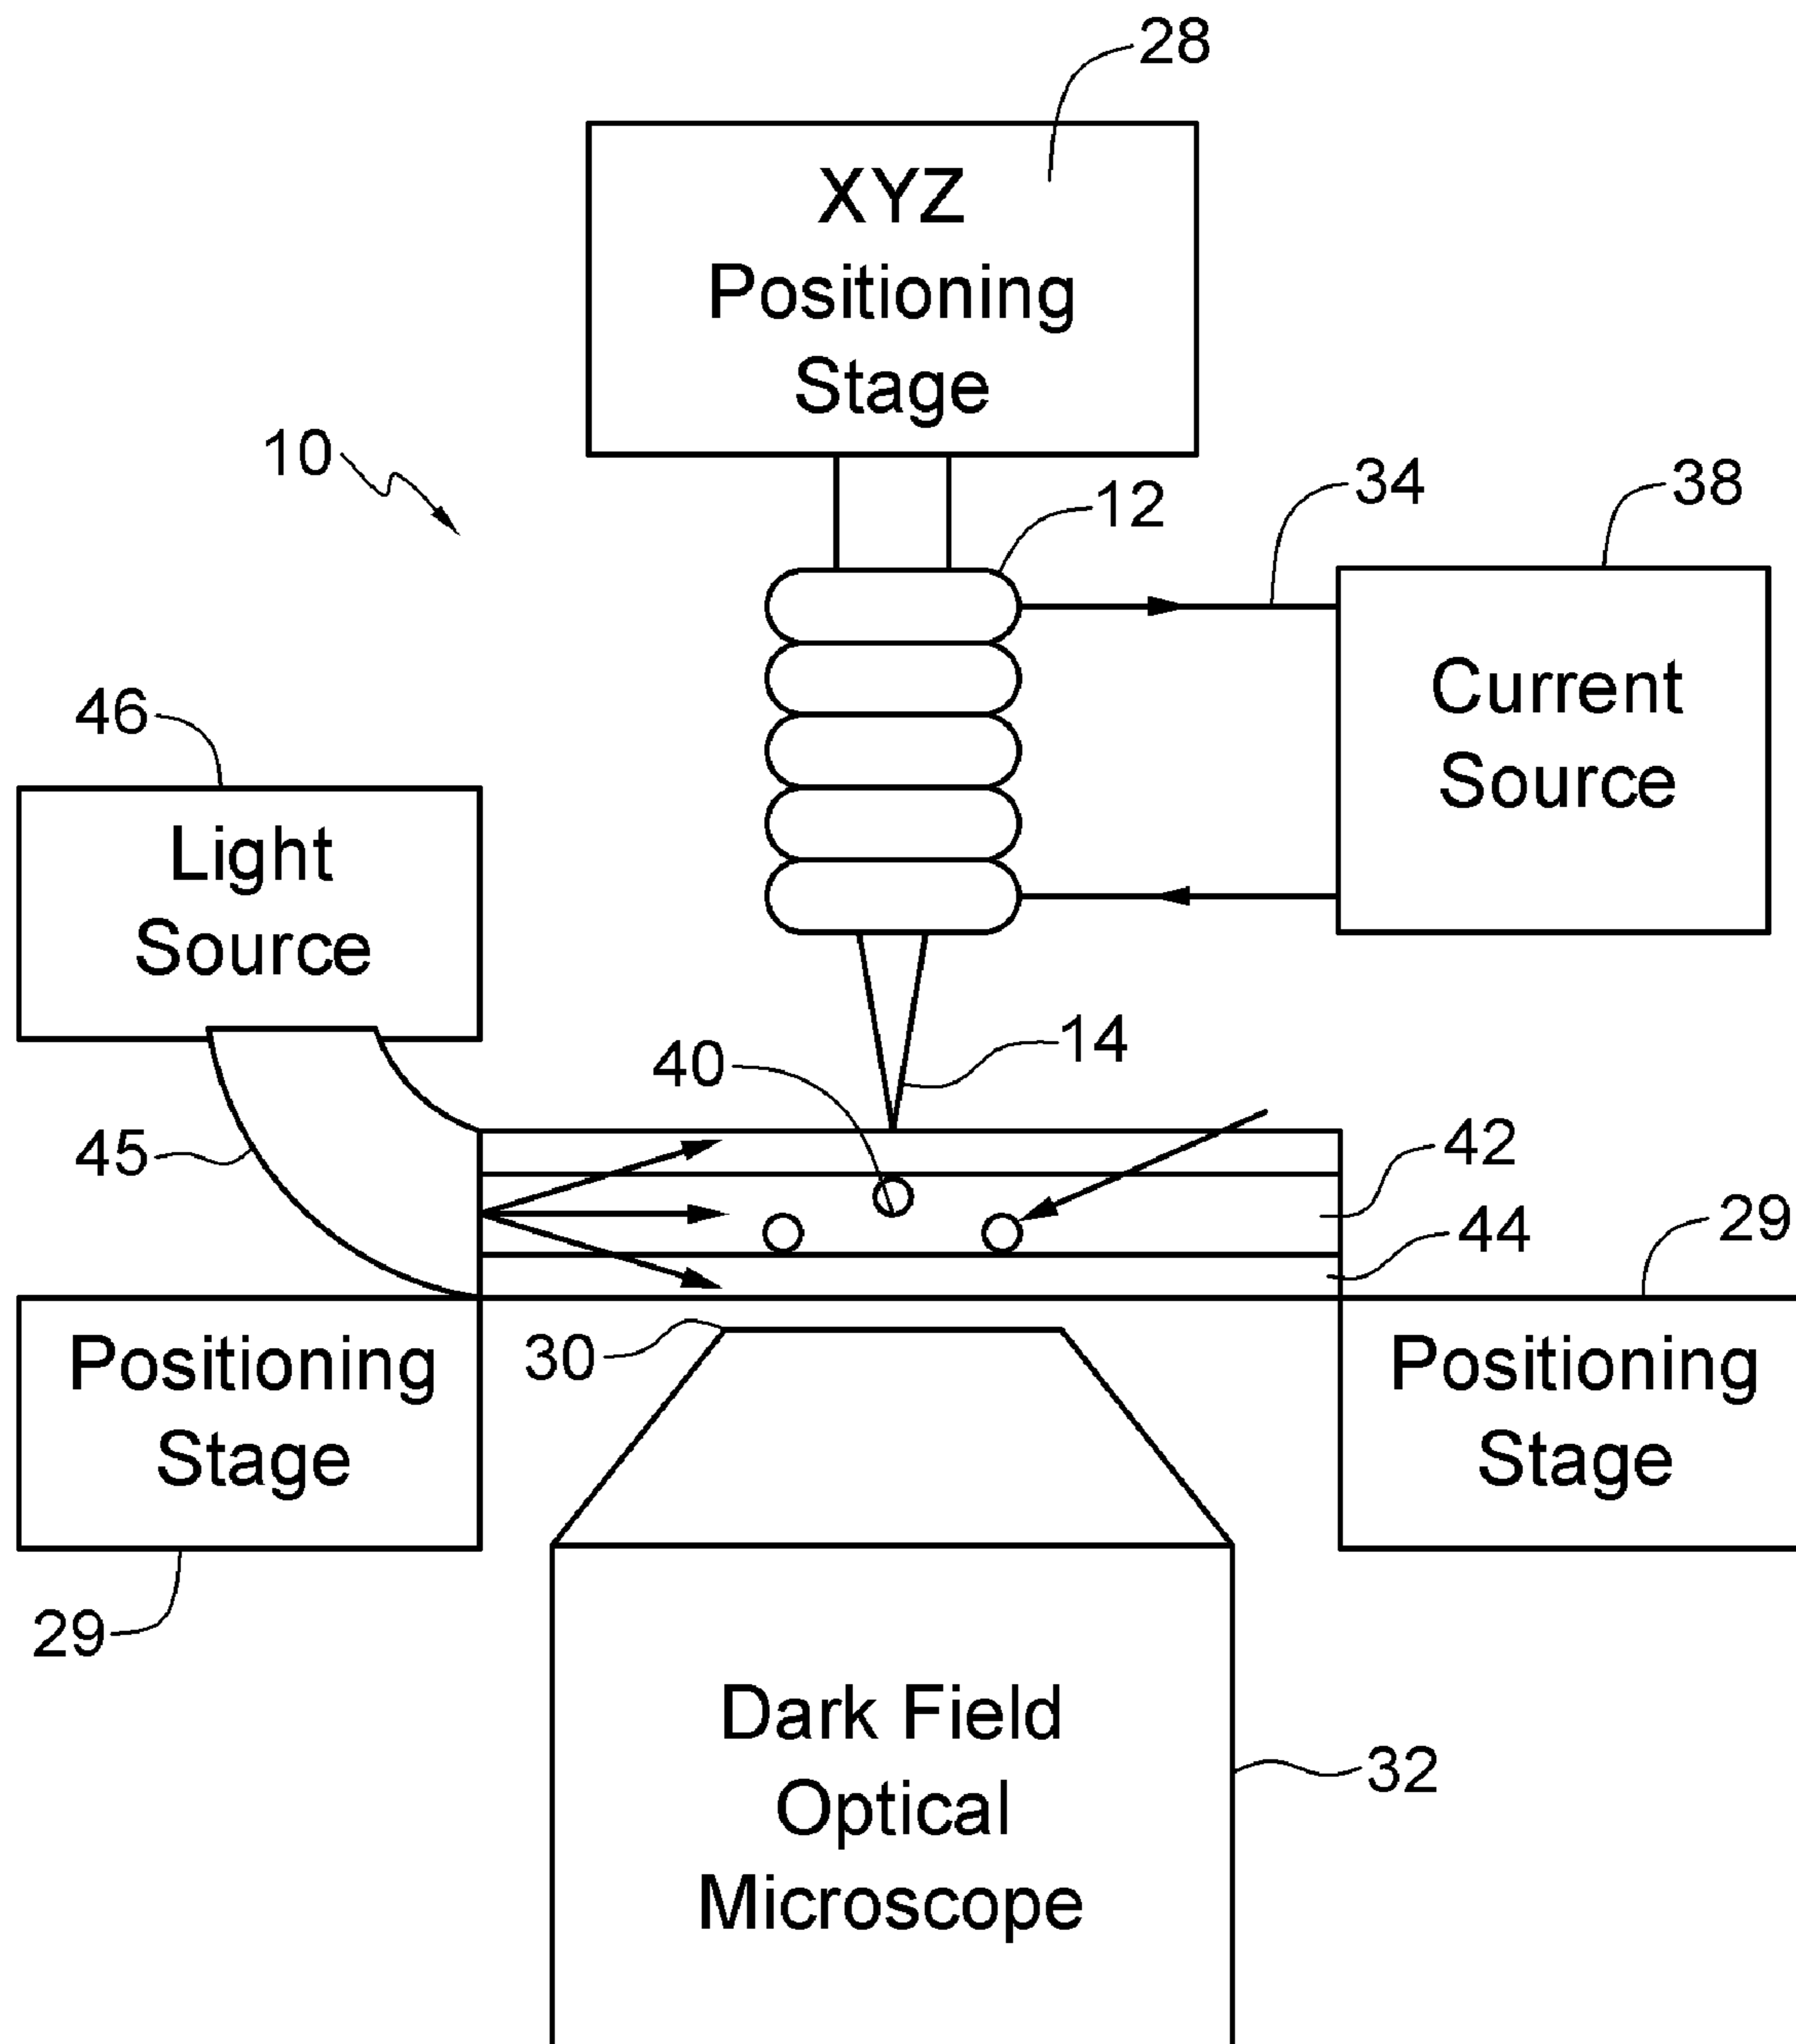 28
XYZ
Positioning
Stage
10
12
34
38
Current
Source
46
Light
Source
40
14
45
42
44
29
30
Positioning
Stage
Positioning
Stage
29
Dark Field
Optical
Microscope
32